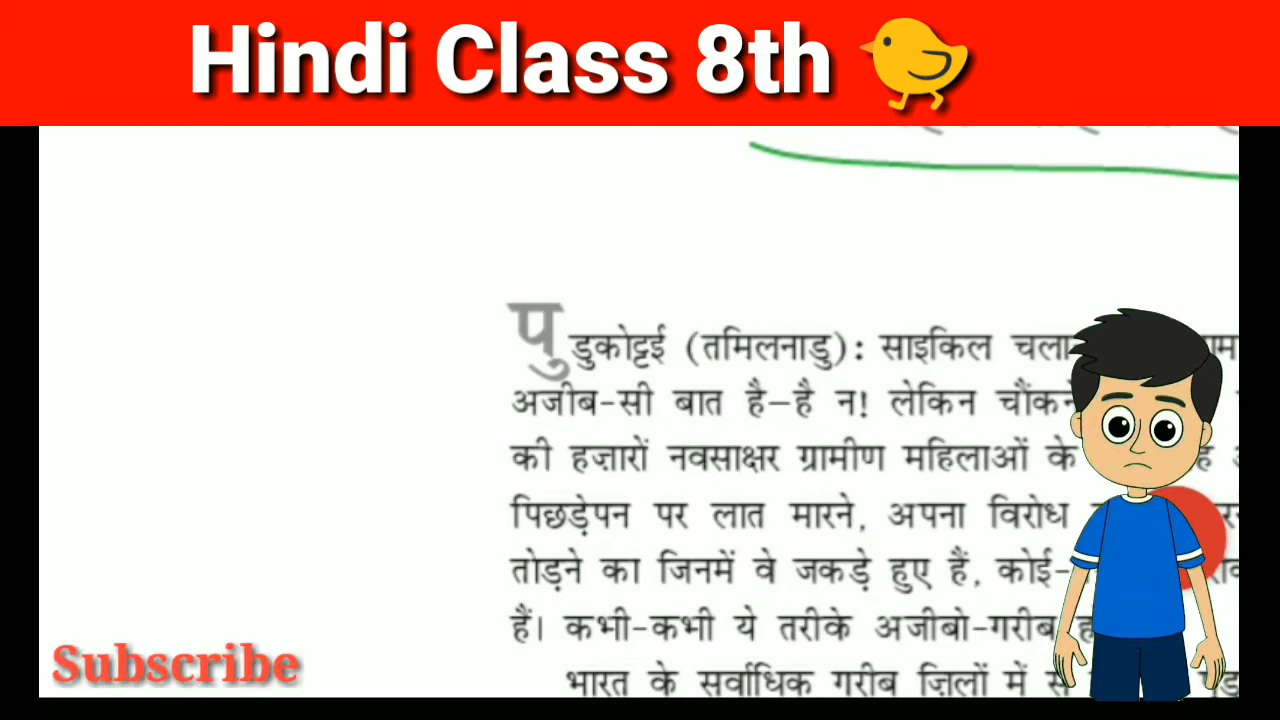 Hindi Class 8th
पुडुकोट्टई (तमिलनाडु): साइकिल
अजीब-सी बात है–है न! लेकिन
की हज़ारों नवसाक्षर ग्रामीण महिलाओं के
पिछड़ेपन पर लात मारने, अपना विरोध
तोड़ने का जिनमें वे जकड़े हुए हैं,
हैं। कभी-कभी ये तरीके अजीबो-गरीब
भारत के सर्वाधिक गरीब ज़िलों में से
Subscribe